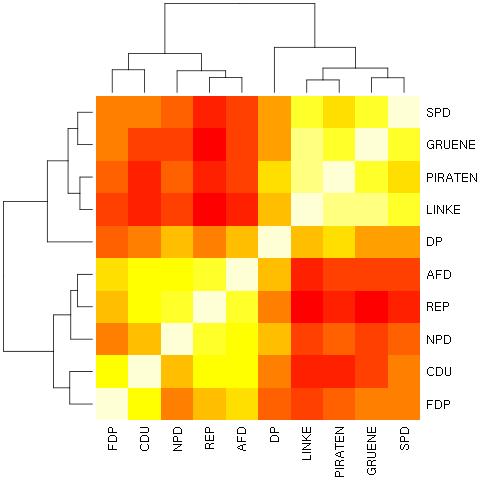 SPD
GRUENE
PIRATEN
LINKE
DP
AFD
REP
NPD
CDU
FDP
FDP
CDU
NPD
REP
AFD
DP
LINKE
PIRATEN
GRUENE
SPD